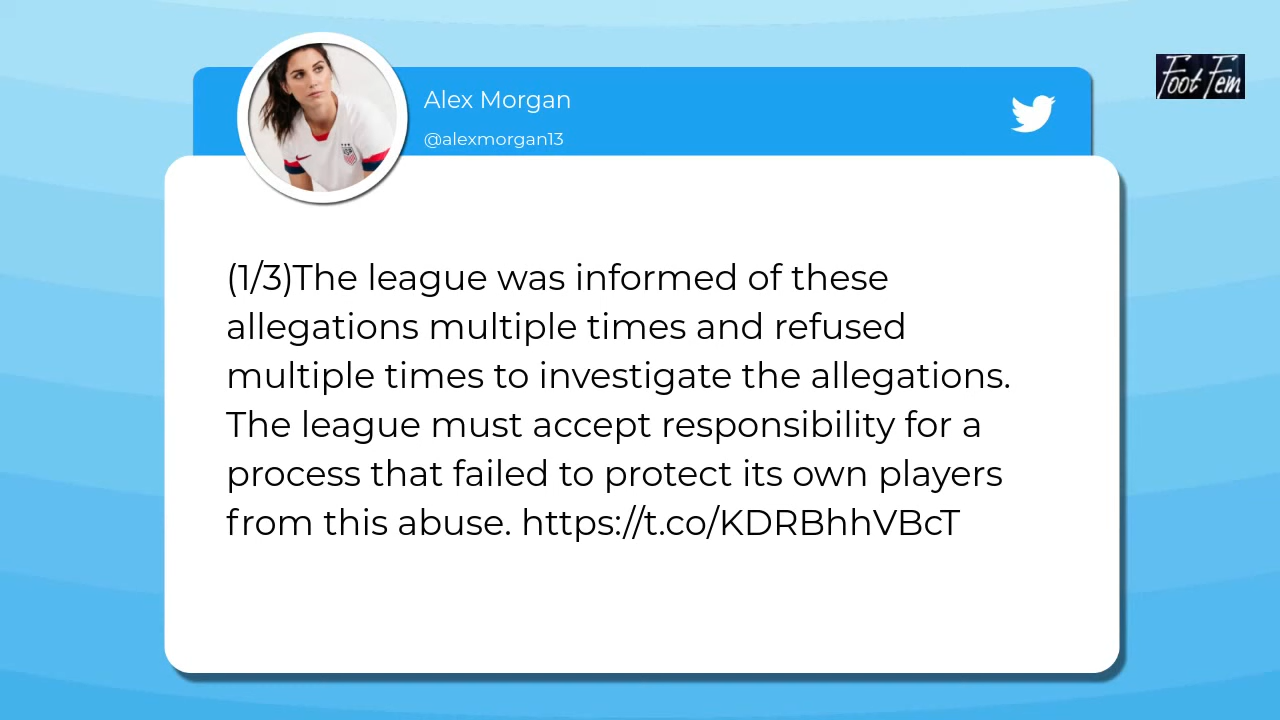 Foot Fem
Alex Morgan
@alexmorgan13
(1/3)The league was informed of these
allegations multiple times and refused
multiple times to investigate the allegations.
The league must accept responsibility for a
process that failed to protect its own players
from this abuse. https://t.co/KDRBhhVBcT